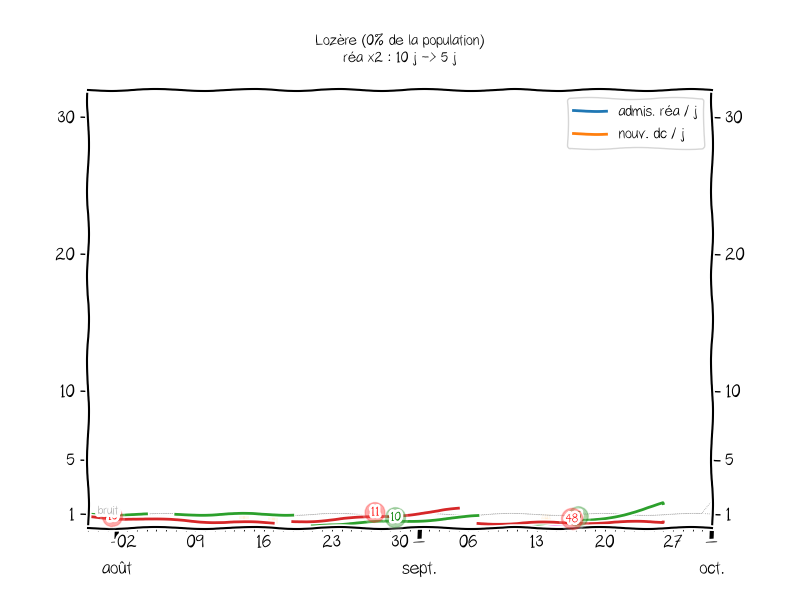 Lozère (0% de la population)
réa x2 : 10 j -> 5 j
admis. réa / j
nouv. dc / j
30 30
20 20
10 10
5 5
1 1
bruit
11
10
48
02 09 16 23 30 06 13 20 27
août sept. oct.